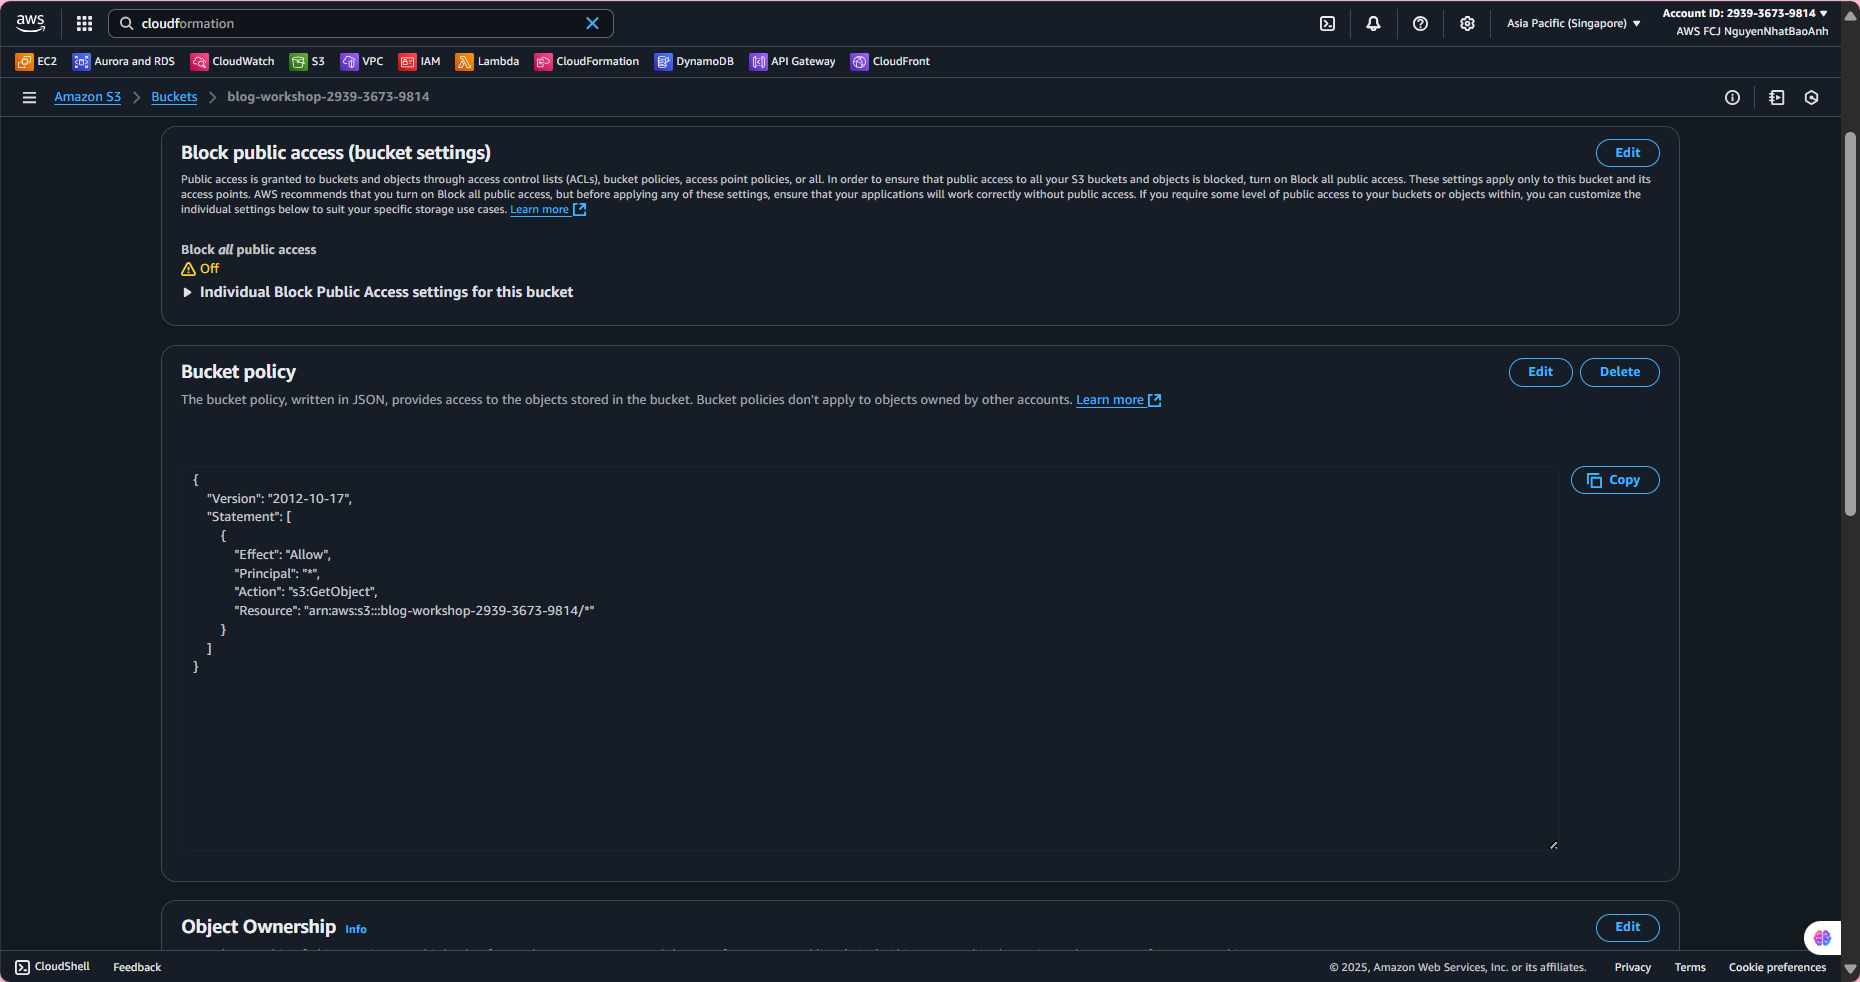 aws
cloudformation
Asia Pacific (Singapore)
Account ID: 2939-3673-9814
AWS FCJ NguyenNhatBaoAnh
EC2 Aurora and RDS CloudWatch S3 VPC IAM Lambda CloudFormation DynamoDB API Gateway CloudFront
Amazon S3 Buckets blog-workshop-2939-3673-9814
Block public access (bucket settings)
Edit
Public access is granted to buckets and objects through access control lists (ACLs), bucket policies, access point policies, or all. In order to ensure that public access to all your S3 buckets and objects is blocked, turn on Block all public access. These settings apply only to this bucket and its
access points. AWS recommends that you turn on Block all public access, but before applying any of these settings, ensure that your applications will work correctly without public access. If you require some level of public access to your buckets or objects within, you can customize the
individual settings below to suit your specific storage use cases. Learn more
Block all public access
Off
Individual Block Public Access settings for this bucket
Bucket policy
Edit
Delete
The bucket policy, written in JSON, provides access to the objects stored in the bucket. Bucket policies don't apply to objects owned by other accounts. Learn more
Copy
{
"Version": "2012-10-17",
"Statement": [
{
"Effect": "Allow",
"Principal": "*",
"Action": "s3:GetObject",
"Resource": "arn:aws:s3:::blog-workshop-2939-3673-9814/*"
}
]
}
Object Ownership Info
Edit
CloudShell Feedback
© 2025, Amazon Web Services, Inc. or its affiliates. Privacy Terms Cookie preferences